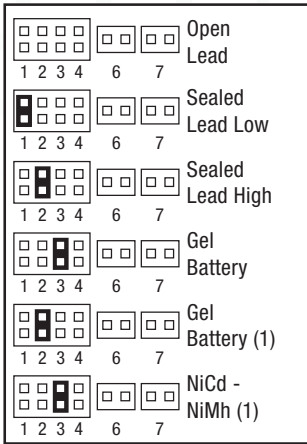 Open
Lead
1 2 3 4 6 7
Sealed
Lead Low
1 2 3 4 6 7
Sealed
Lead High
1 2 3 4 6 7
Gel
Battery
1 2 3 4 6 7
Gel
Battery (1)
1 2 3 4 6 7
NiCd -
NiMh (1)
1 2 3 4 6 7